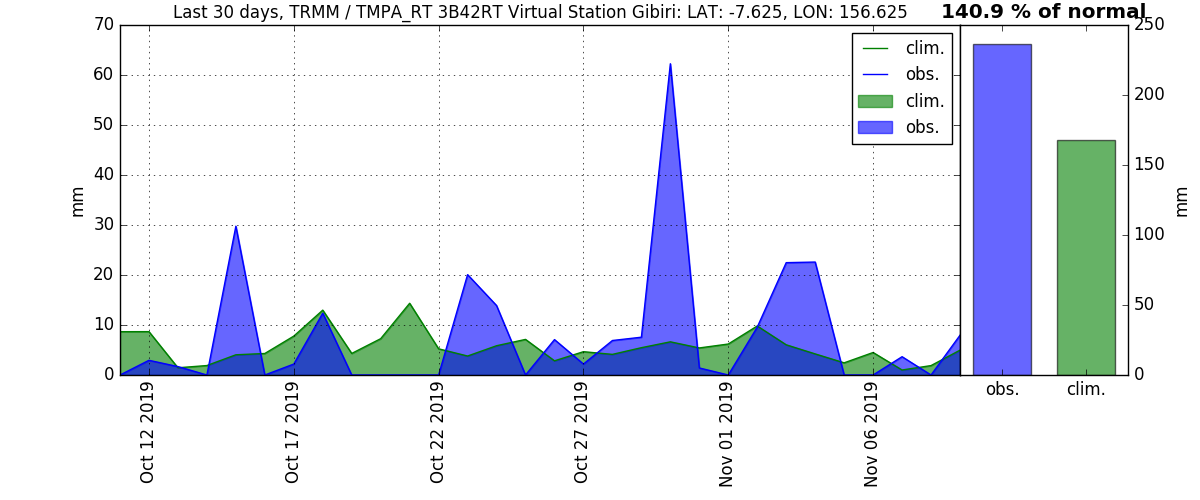 Last 30 days, TRMM / TMPA_RT 3B42RT Virtual Station Gibiri: LAT: -7.625, LON: 156.625
140.9 % of normal
70
60
50
40
30
20
10
0
mm
clim.
obs.
clim.
obs.
Oct 12 2019
Oct 17 2019
Oct 22 2019
Oct 27 2019
Nov 01 2019
Nov 06 2019
250
200
150
100
50
0
mm
obs.
clim.